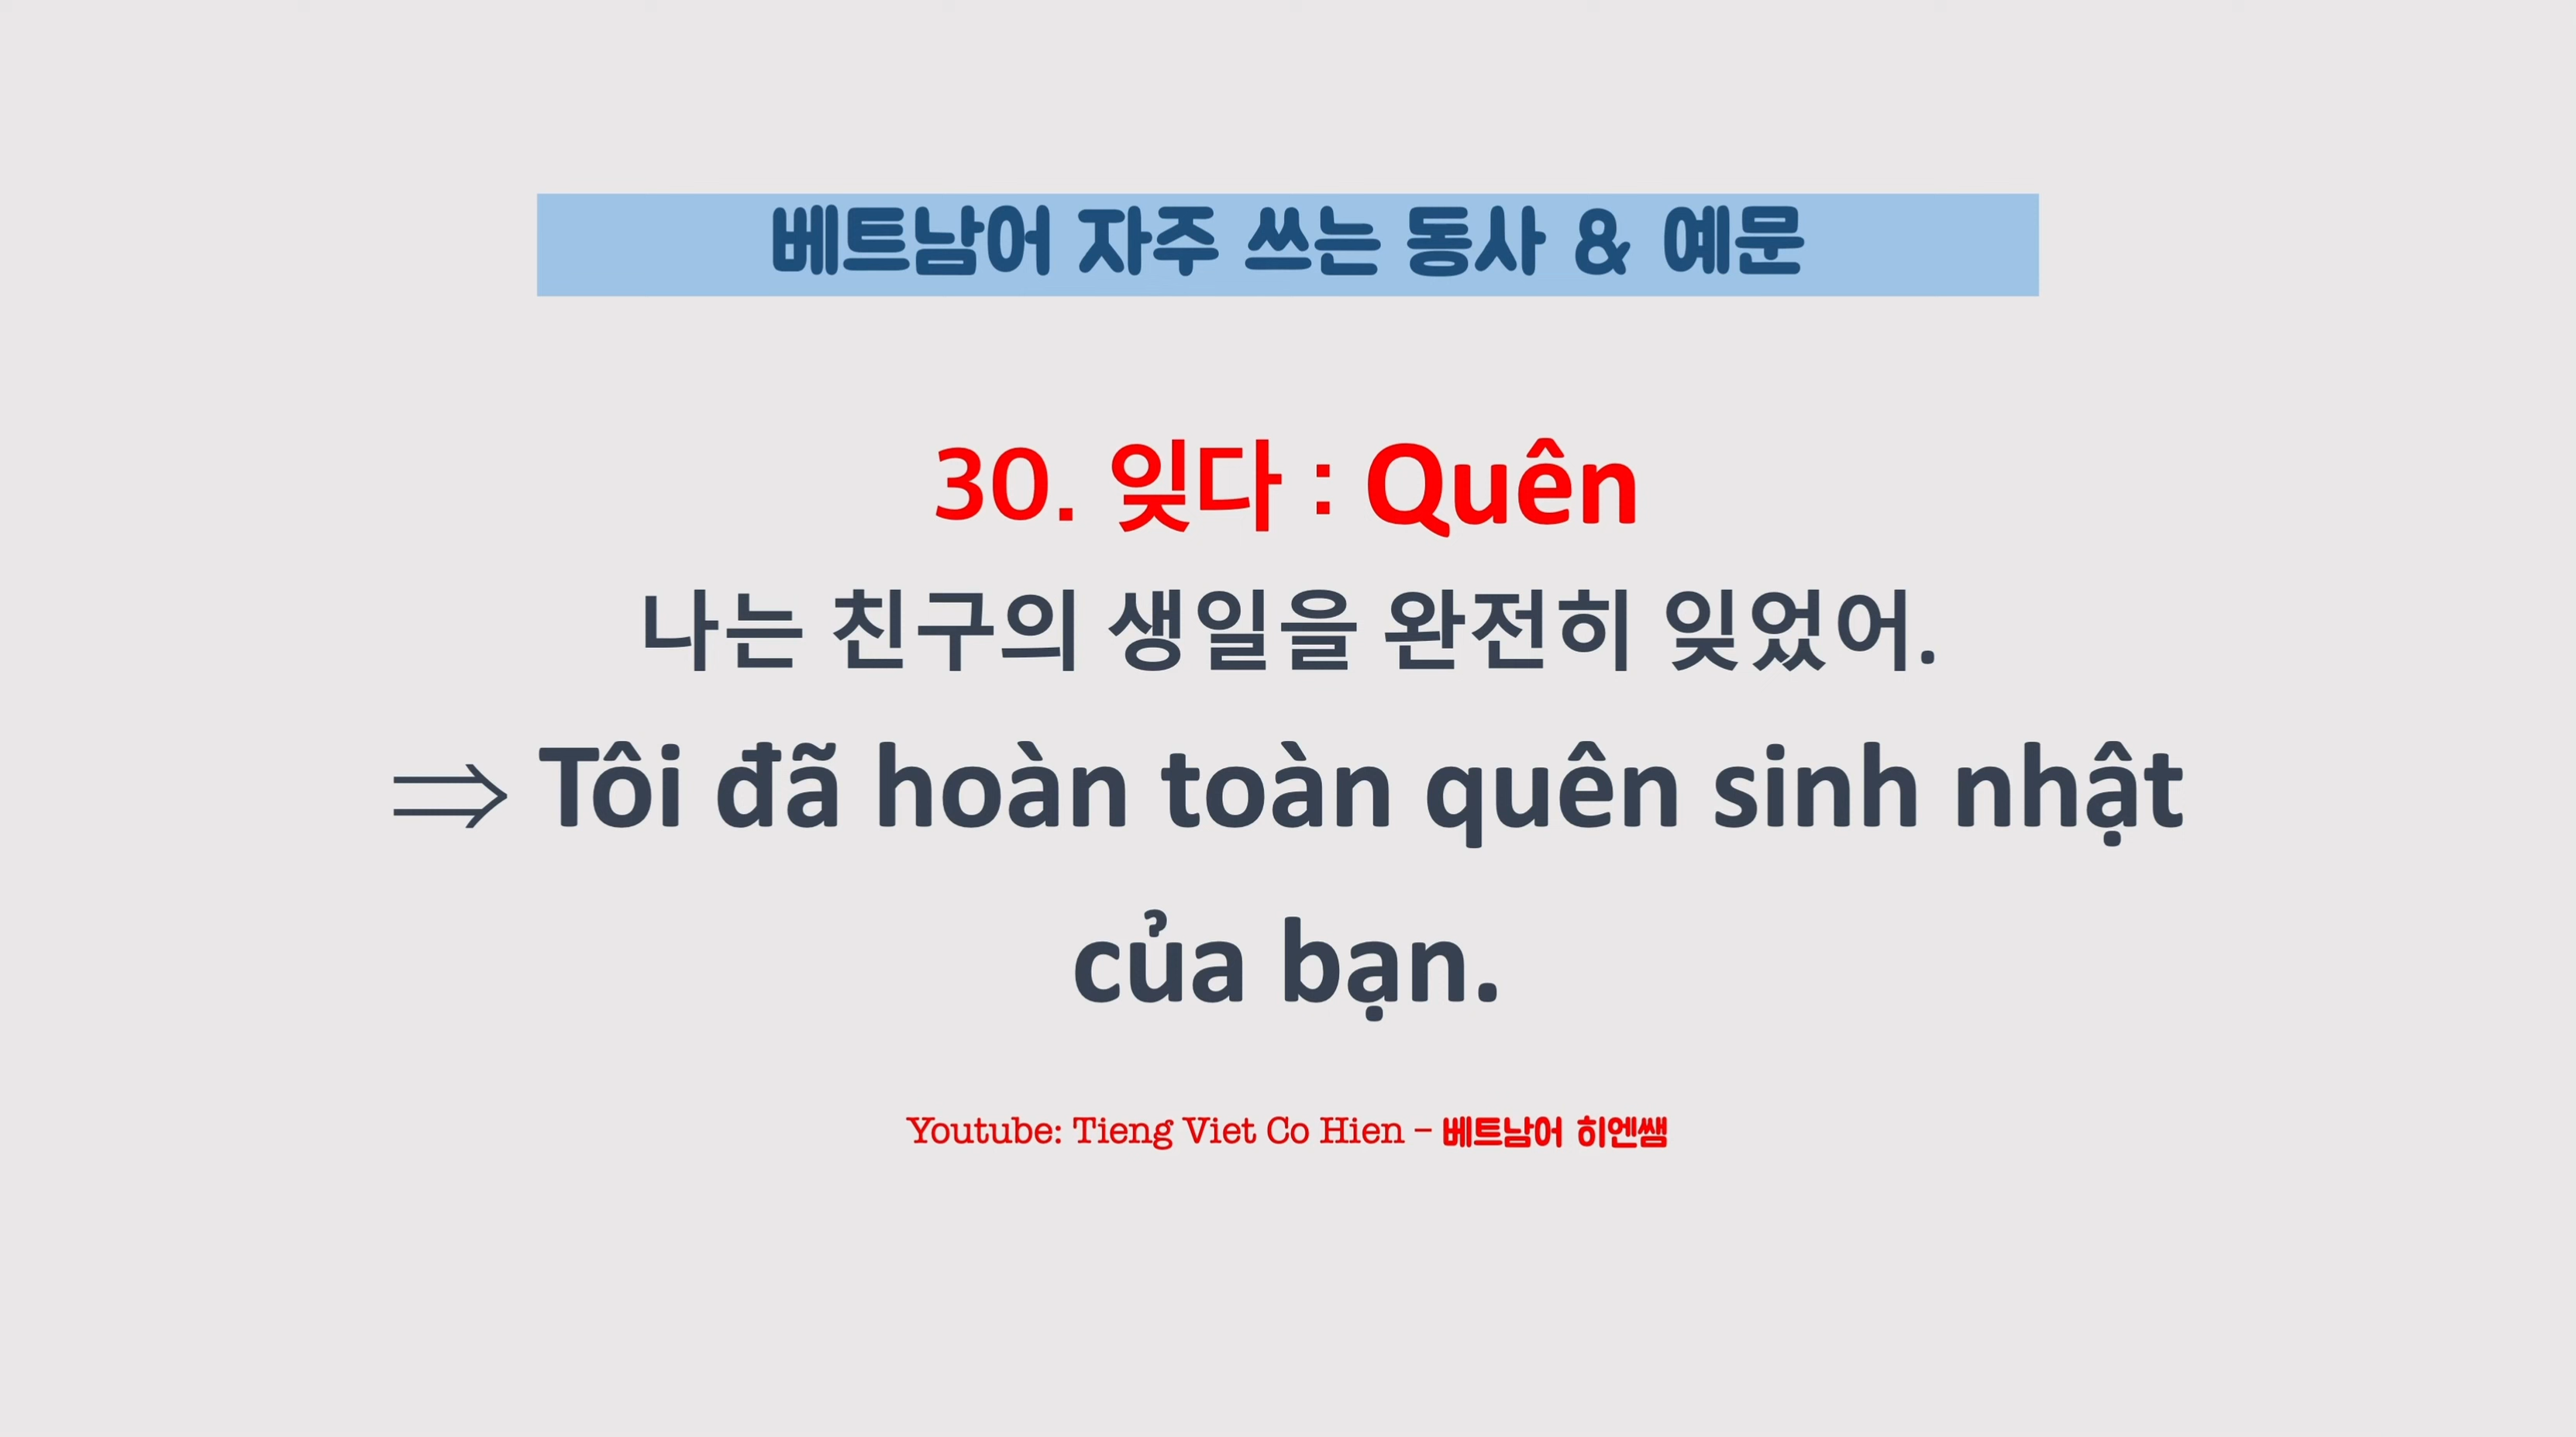 베트남어 자주 쓰는 동사 & 예문
30. 잊다 : Quên
나는 친구의 생일을 완전히 잊었어.
⇒ Tôi đã hoàn toàn quên sinh nhật
của bạn.
Youtube: Tieng Viet Co Hien – 베트남어 히엔쌤